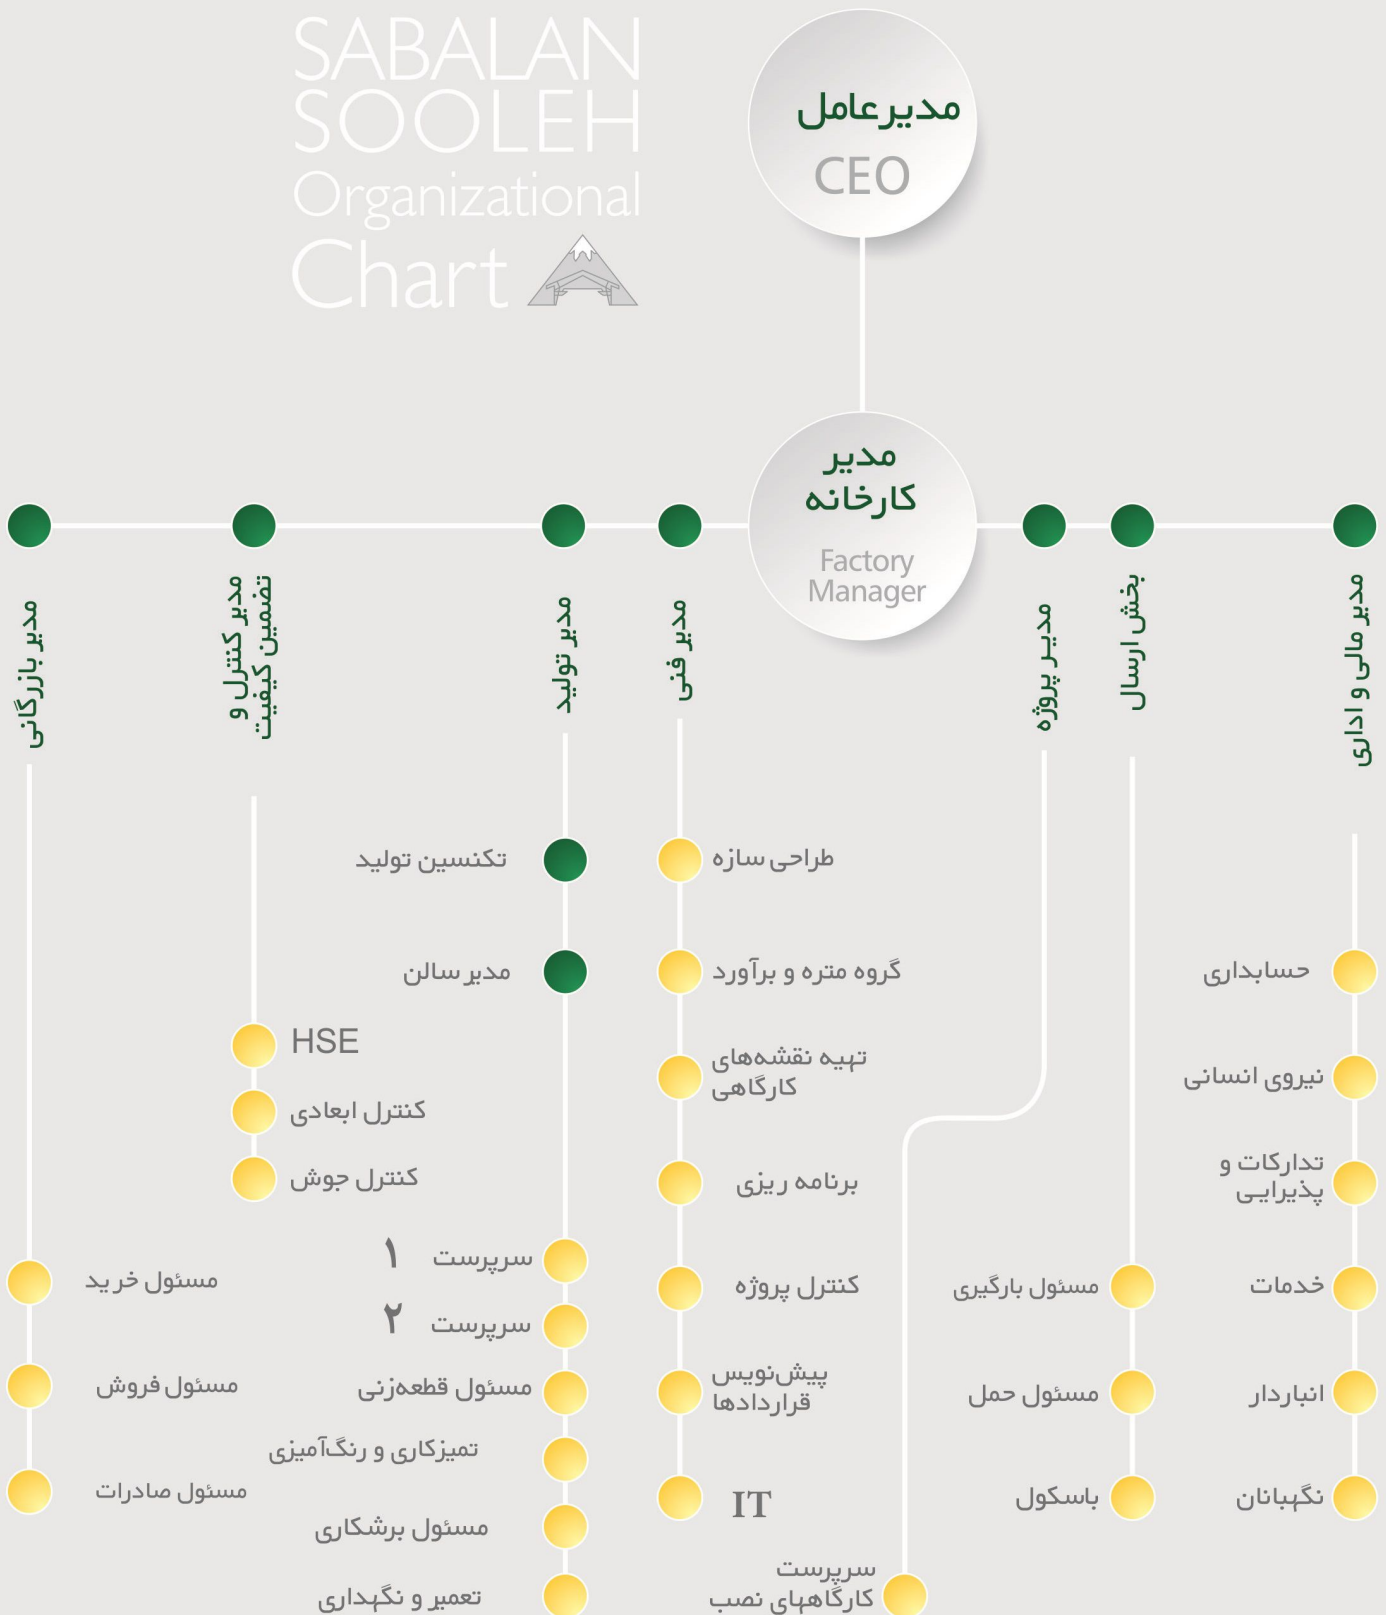 SABALAN
SOOLEH
Organizational
Chart
مدیرعامل
CEO
مدیر
کارخانه
Factory
Manager
مدیر مالی و اداری
بخش ارسال
مدیر پروژه
مدیر فنی
مدیر تولید
مدیر کنترل و
تضمین کیفیت
مدیر بازرگانی
حسابداری
نیروی انسانی
تدارکات و
پذیرایی
خدمات
انباردار
نگهبانان
مسئول بارگیری
مسئول حمل
باسکول
سرپرست
کارگاههای نصب
طراحی سازه
گروه متره و برآورد
تهیه نقشه‌های
کارگاهی
برنامه ریزی
کنترل پروژه
پیش‌نویس
قراردادها
IT
تکنسین تولید
مدیر سالن
سرپرست ۱
سرپرست ۲
مسئول قطعه‌زنی
تمیزکاری و رنگ‌آمیزی
مسئول برشکاری
تعمیر و نگهداری
HSE
کنترل ابعادی
کنترل جوش
مسئول خرید
مسئول فروش
مسئول صادرات